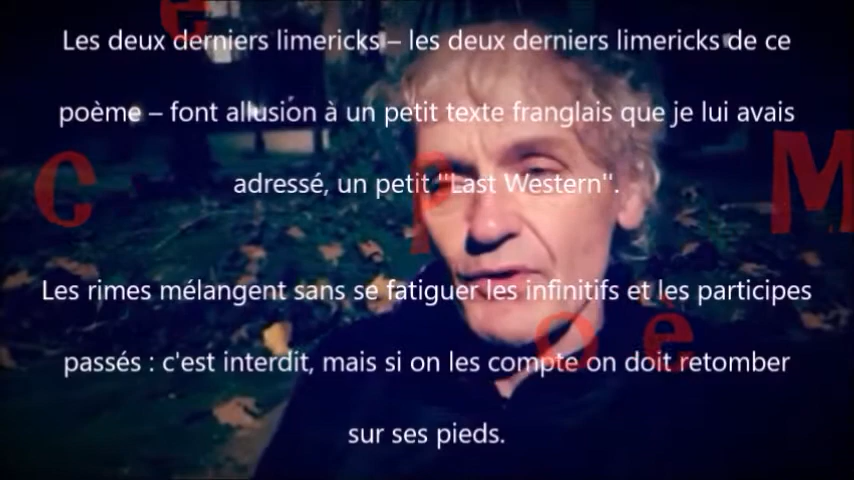 e
Les deux derniers limericks – les deux derniers limericks de ce
poème – font allusion à un petit texte franglais que je lui avais
adressé, un petit "Last Western".
c p M
Les rimes mélangent sans se fatiguer les infinitifs et les participes
o è
passés : c'est interdit, mais si on les compte on doit retomber
sur ses pieds.